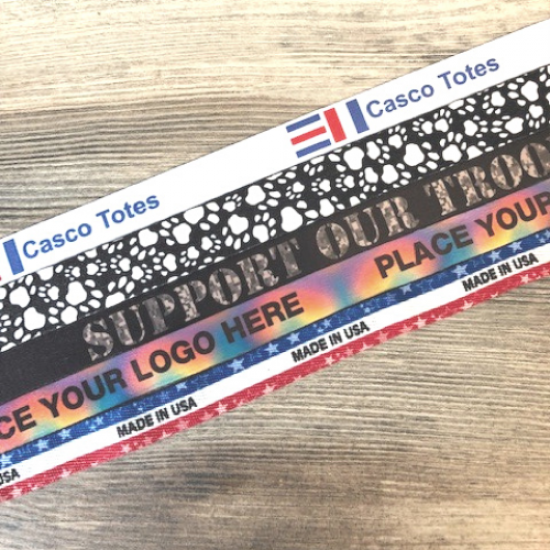 Casco Totes
Casco Totes
SUPPORT OUR TROO
CE YOUR LOGO HERE PLACE YOUR
MADE IN USA MADE IN USA MADE IN USA
USA